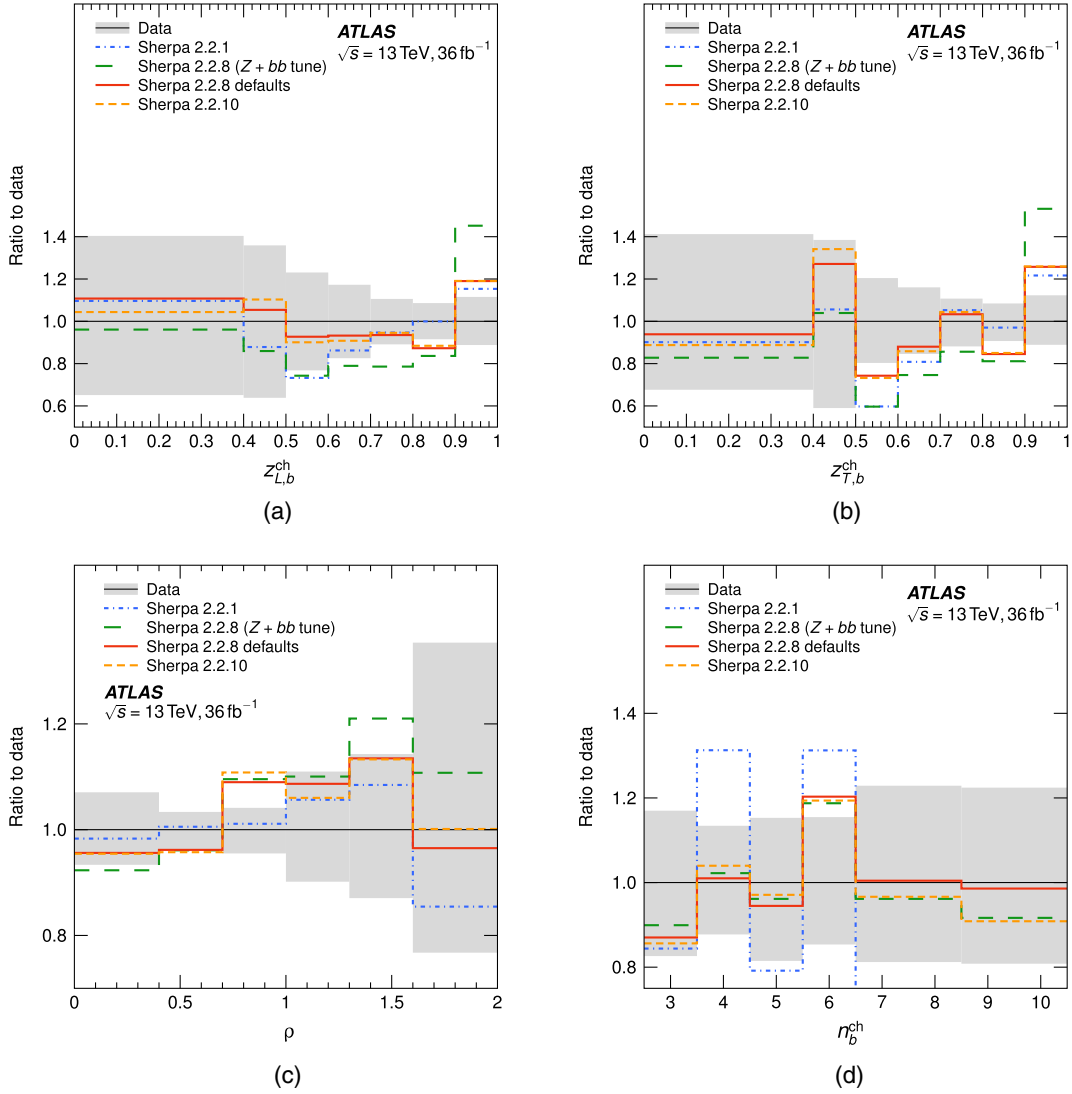 Data
Sherpa 2.2.1
Sherpa 2.2.8 (Z + bb tune)
Sherpa 2.2.8 defaults
Sherpa 2.2.10
ATLAS
√s = 13 TeV, 36 fb⁻¹
Ratio to data
1.4
1.2
1.0
0.8
0.6
0 0.1 0.2 0.3 0.4 0.5 0.6 0.7 0.8 0.9 1
z_{L,b}^{ch}
(a)
Data
Sherpa 2.2.1
Sherpa 2.2.8 (Z + bb tune)
Sherpa 2.2.8 defaults
Sherpa 2.2.10
ATLAS
√s = 13 TeV, 36 fb⁻¹
Ratio to data
1.4
1.2
1.0
0.8
0.6
0 0.1 0.2 0.3 0.4 0.5 0.6 0.7 0.8 0.9 1
z_{T,b}^{ch}
(b)
Data
Sherpa 2.2.1
Sherpa 2.2.8 (Z + bb tune)
Sherpa 2.2.8 defaults
Sherpa 2.2.10
ATLAS
√s = 13 TeV, 36 fb⁻¹
Ratio to data
1.2
1.0
0.8
0 0.5 1 1.5 2
ρ
(c)
Data
Sherpa 2.2.1
Sherpa 2.2.8 (Z + bb tune)
Sherpa 2.2.8 defaults
Sherpa 2.2.10
ATLAS
√s = 13 TeV, 36 fb⁻¹
Ratio to data
1.4
1.2
1.0
0.8
3 4 5 6 7 8 9 10
n_b^{ch}
(d)